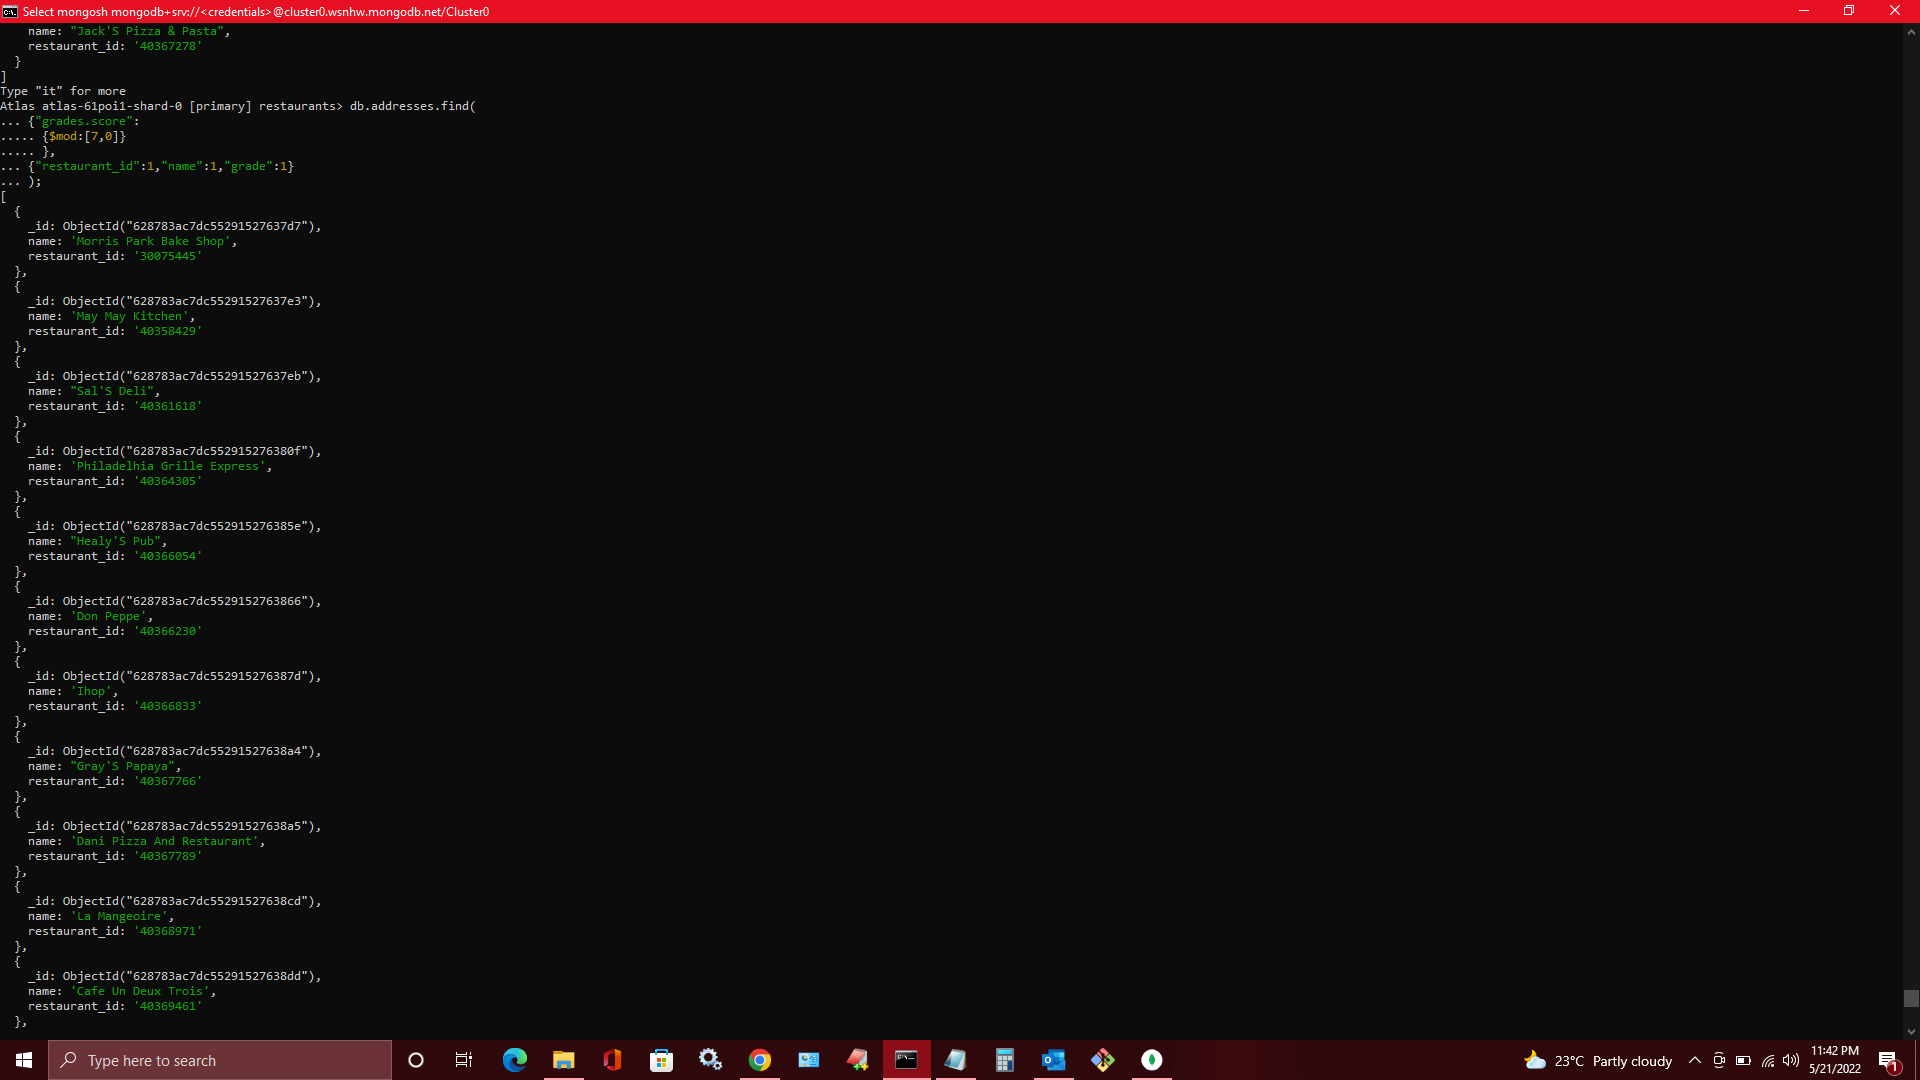 Select mongosh mongodb+srv://<credentials>@cluster0.wsnhw.mongodb.net/Cluster0
name: "Jack'S Pizza & Pasta",
restaurant_id: '40367278'
}
]
Type "it" for more
Atlas atlas-61poi1-shard-0 [primary] restaurants> db.addresses.find(
... {"grades.score":
..... {$mod:[7,0]}
..... },
... {"restaurant_id":1,"name":1,"grade":1}
... );
[
{
_id: ObjectId("628783ac7dc55291527637d7"),
name: 'Morris Park Bake Shop',
restaurant_id: '30075445'
},
{
_id: ObjectId("628783ac7dc55291527637e3"),
name: 'May May Kitchen',
restaurant_id: '40358429'
},
{
_id: ObjectId("628783ac7dc55291527637eb"),
name: "Sal'S Deli",
restaurant_id: '40361618'
},
{
_id: ObjectId("628783ac7dc552915276380f"),
name: 'Philadelhia Grille Express',
restaurant_id: '40364305'
},
{
_id: ObjectId("628783ac7dc552915276385e"),
name: "Healy'S Pub",
restaurant_id: '40366054'
},
{
_id: ObjectId("628783ac7dc5529152763866"),
name: 'Don Peppe',
restaurant_id: '40366230'
},
{
_id: ObjectId("628783ac7dc552915276387d"),
name: 'Ihop',
restaurant_id: '40366833'
},
{
_id: ObjectId("628783ac7dc55291527638a4"),
name: "Gray'S Papaya",
restaurant_id: '40367766'
},
{
_id: ObjectId("628783ac7dc55291527638a5"),
name: 'Dani Pizza And Restaurant',
restaurant_id: '40367789'
},
{
_id: ObjectId("628783ac7dc55291527638cd"),
name: 'La Mangeoire',
restaurant_id: '40368971'
},
{
_id: ObjectId("628783ac7dc55291527638dd"),
name: 'Cafe Un Deux Trois',
restaurant_id: '40369461'
},
Type here to search
23°C Partly cloudy
11:42 PM
5/21/2022
1